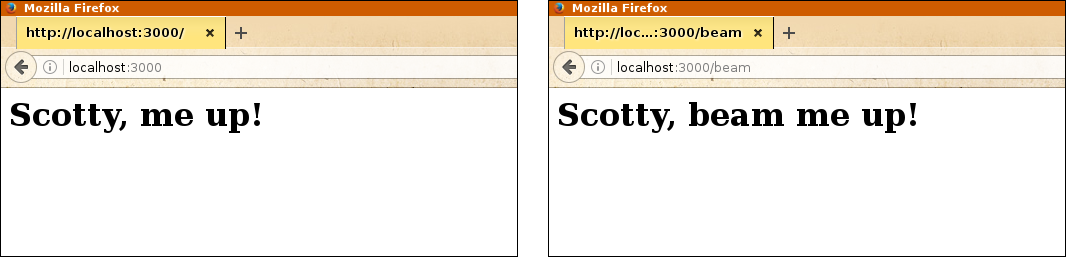 Mozilla Firefox
http://localhost:3000/
localhost:3000
Scotty, me up!
Mozilla Firefox
http://loc...:3000/beam
localhost:3000/beam
Scotty, beam me up!